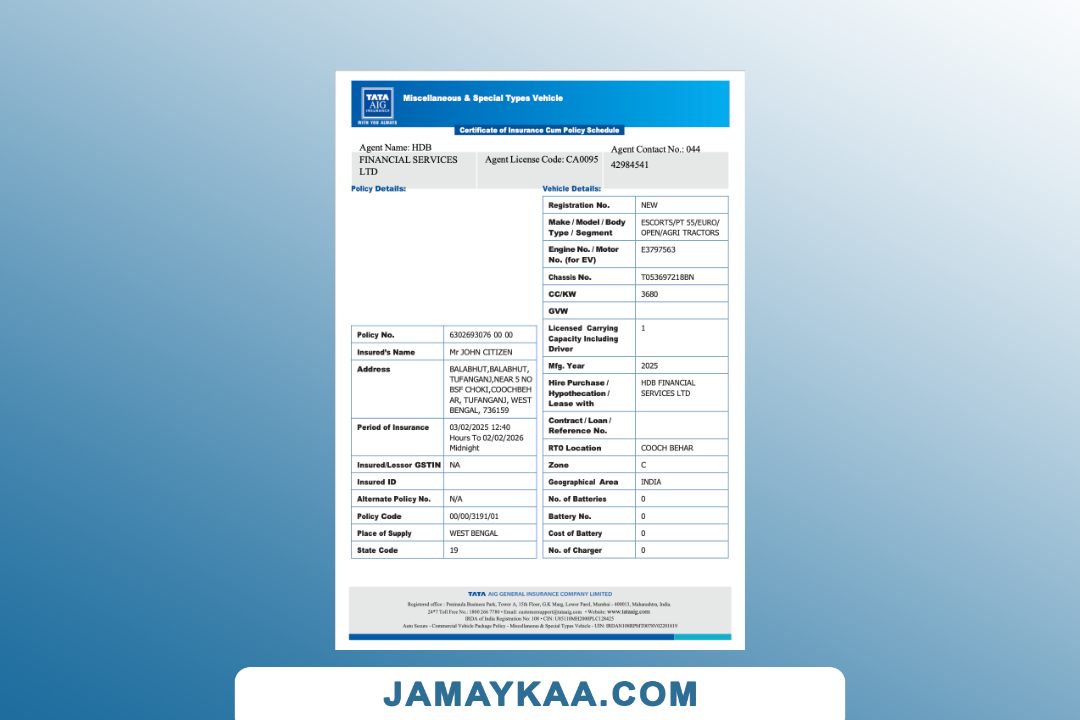 TATA
AIG
INSURANCE
WITH YOU ALWAYS
Miscellaneous & Special Types Vehicle
Certificate of Insurance Cum Policy Schedule
Agent Name: HDB
FINANCIAL SERVICES
LTD
Agent License Code: CA0095
Agent Contact No.: 044
42984541
Policy Details:
Policy No. 6302693076 00 00
Insured's Name Mr JOHN CITIZEN
Address BALABHUT,BALABHUT,
TUFANGANJ,NEAR 5 NO
BSF CHOKI,COOCHBEH
AR, TUFANGANJ, WEST
BENGAL, 736159
Period of Insurance 03/02/2025 12:40
Hours To 02/02/2026
Midnight
Insured/Lessor GSTIN NA
Insured ID
Alternate Policy No. N/A
Policy Code 00/00/3191/01
Place of Supply WEST BENGAL
State Code 19
Vehicle Details:
Registration No. NEW
Make / Model / Body ESCORTS/PT 55/EURO/
Type / Segment OPEN/AGRI TRACTORS
Engine No. / Motor E3797563
No. (for EV)
Chassis No. T053697218BN
CC/KW 3680
GVW
Licensed Carrying 1
Capacity Including
Driver
Mfg. Year 2025
Hire Purchase / HDB FINANCIAL
Hypothecation / SERVICES LTD
Lease with
Contract / Loan /
Reference No.
RTO Location COOCH BEHAR
Zone C
Geographical Area INDIA
No. of Batteries 0
Battery No. 0
Cost of Battery 0
No. of Charger 0
TATA AIG GENERAL INSURANCE COMPANY LIMITED
Registered office : Peninsula Business Park, Tower A, 15th Floor, G.K Marg, Lower Parel, Mumbai - 400013, Maharashtra, India.
24*7 Toll Free No.: 1800 266 7780 • Email: customersupport@tataaig.com • Website: www.tataaig.com
IRDA of India Registration No: 108 • CIN: U85110MH2000PLC128425
Auto Secure - Commercial Vehicle Package Policy - Miscellaneous & Special Types Vehicle - UIN:
JAMAYKAA.COM